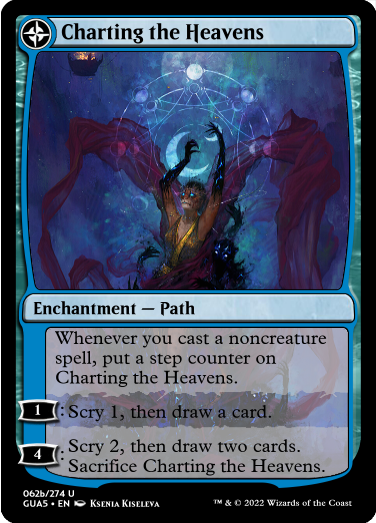 Charting the Heavens
Enchantment — Path
Whenever you cast a noncreature
spell, put a step counter on
Charting the Heavens.
1 : Scry 1, then draw a card.
4 : Scry 2, then draw two cards.
Sacrifice Charting the Heavens.
062b/274 U
GUA5 • EN Ksenia Kiseleva
™ & © 2022 Wizards of the Coast